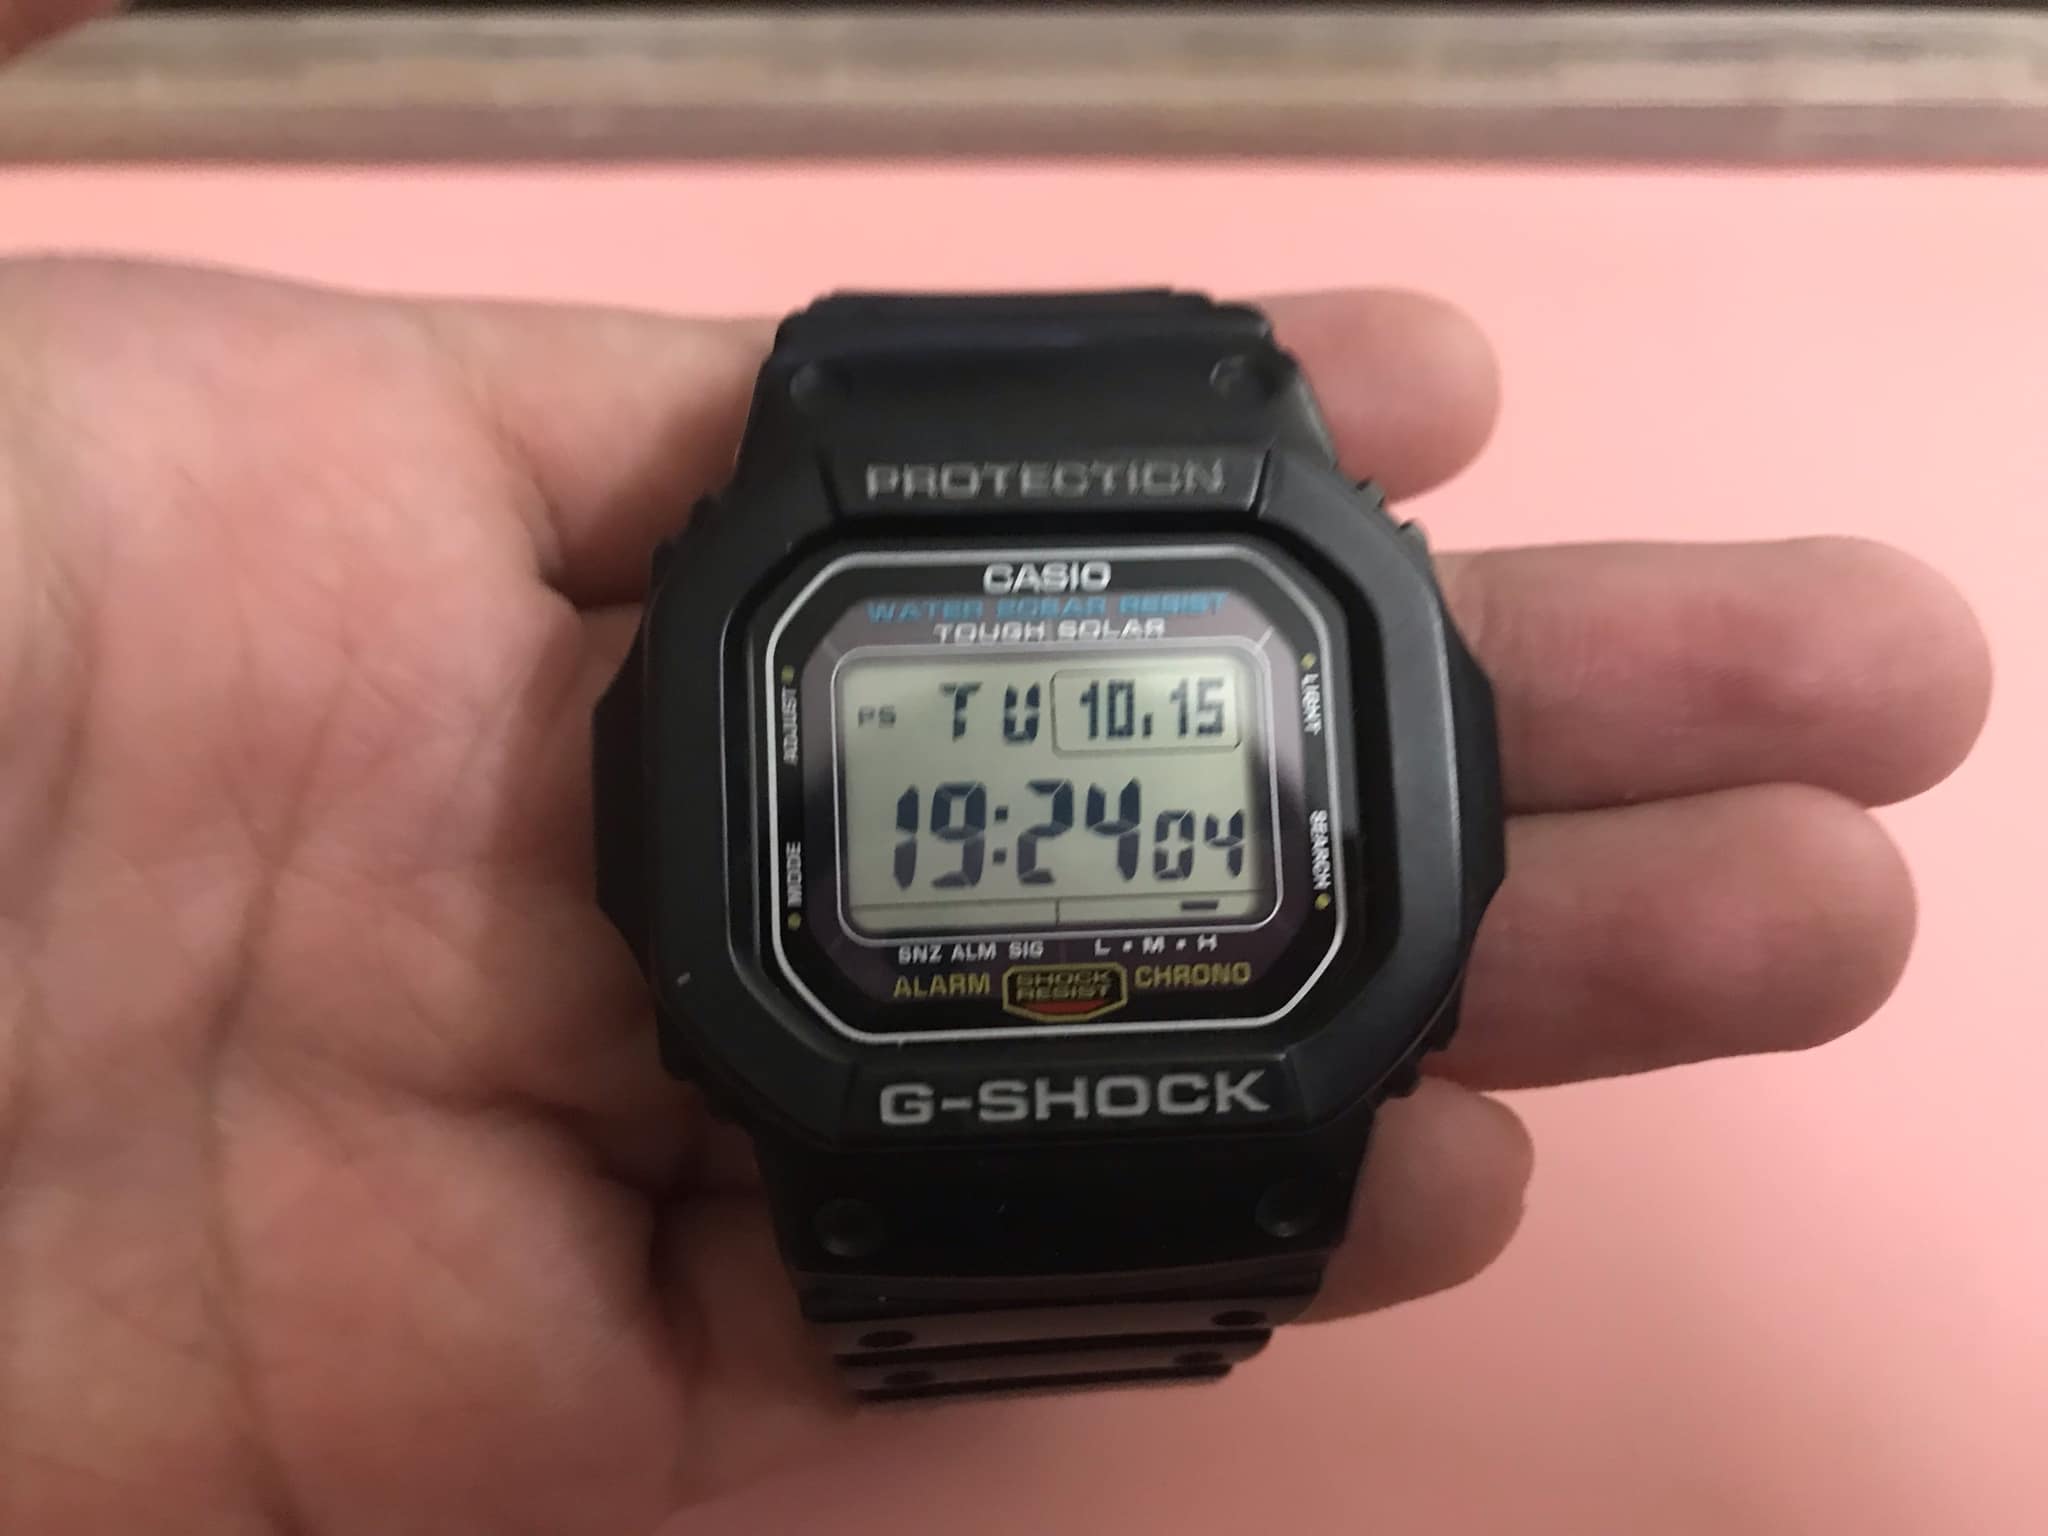 PROTECTION
CASIO
WATER 20BAR RESIST
TOUGH SOLAR
ADJUST
LIGHT
PS TU 10.15
19:24 04
MODE
SEARCH
SNZ ALM SIG L • M • H
ALARM SHOCK RESIST CHRONO
G-SHOCK